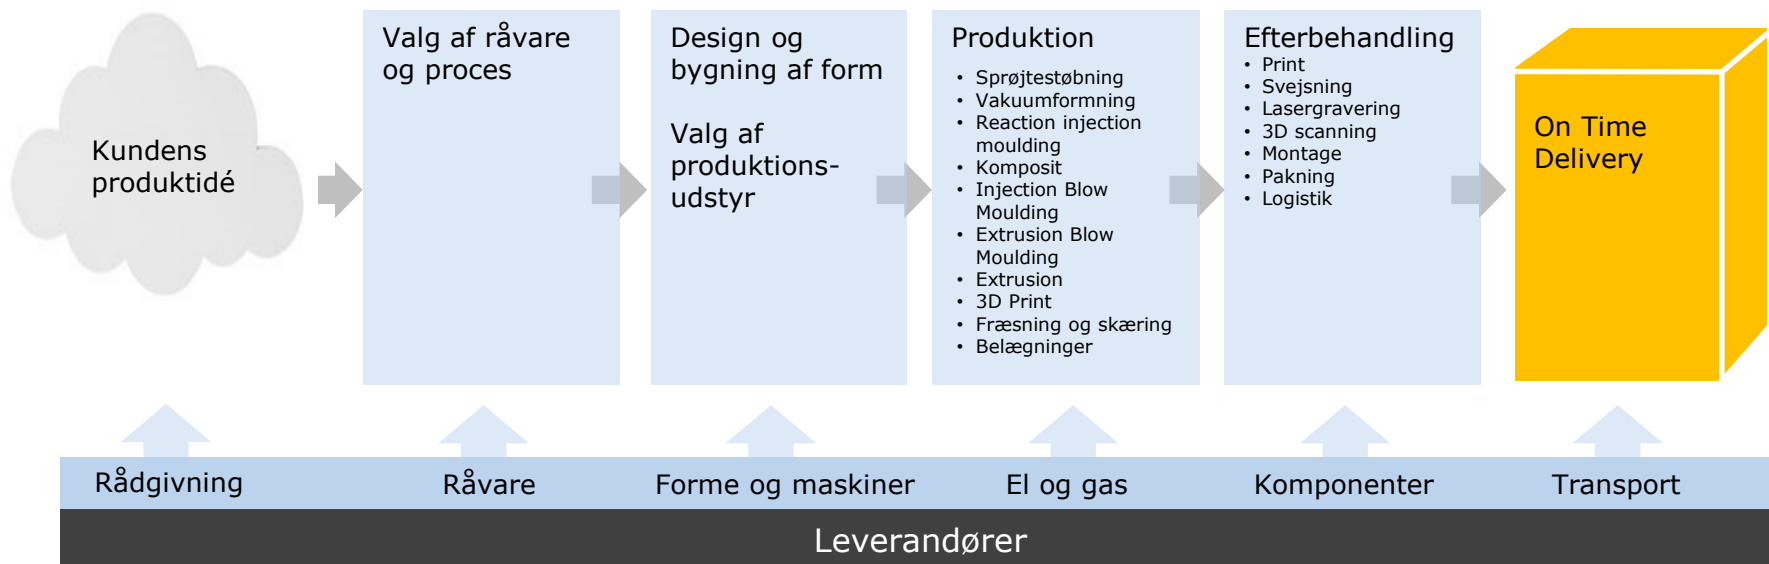 Kundens
produktidé
Valg af råvare
og proces
Design og
bygning af form
Valg af
produktions-
udstyr
Produktion
• Sprøjtestøbning
• Vakuumformning
• Reaction injection
moulding
• Komposit
• Injection Blow
Moulding
• Extrusion Blow
Moulding
• Extrusion
• 3D Print
• Fræsning og skæring
• Belægninger
Efterbehandling
• Print
• Svejsning
• Lasergravering
• 3D scanning
• Montage
• Pakning
• Logistik
On Time
Delivery
Rådgivning
Råvare
Forme og maskiner
El og gas
Komponenter
Transport
Leverandører